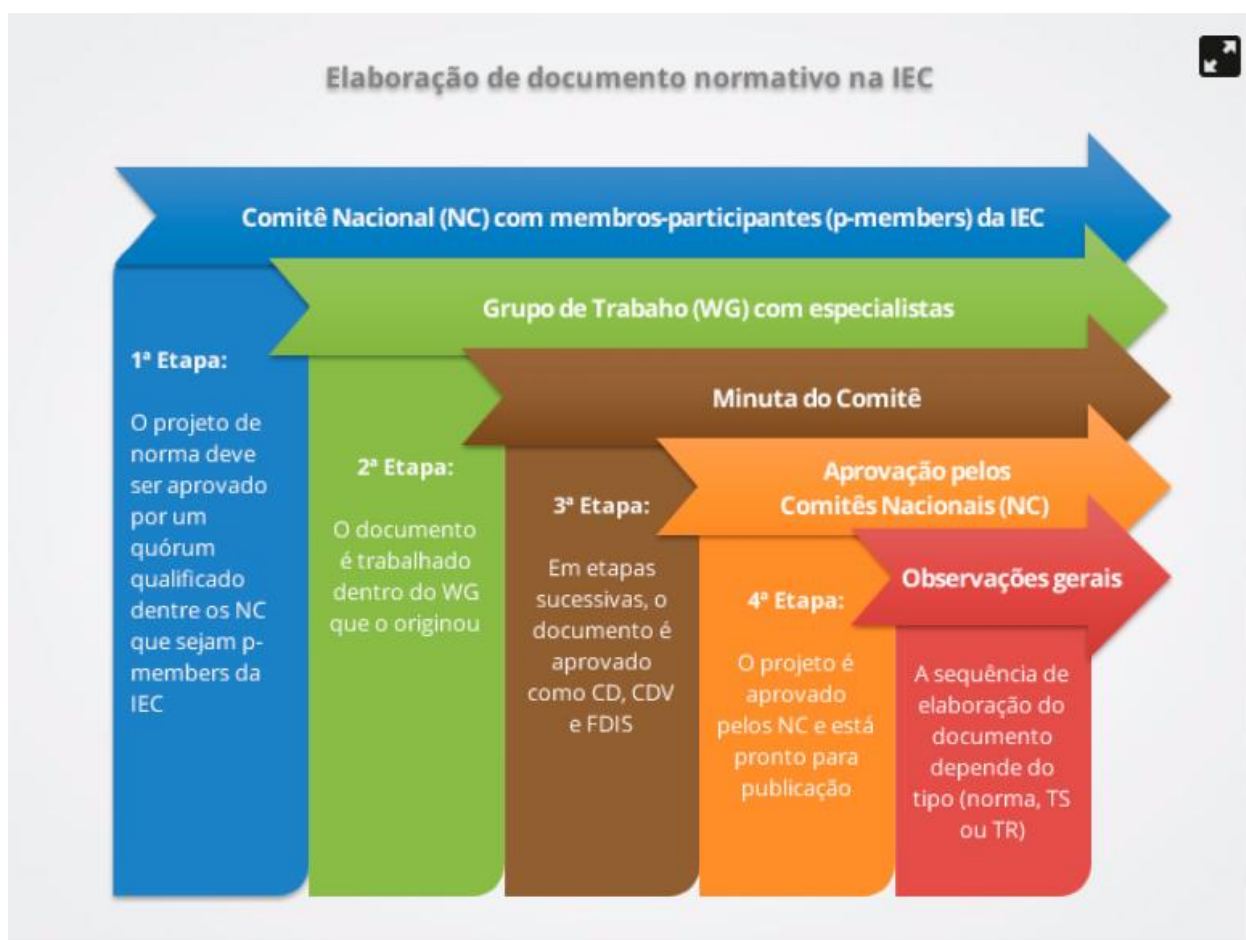 Elaboração de documento normativo na IEC
Comitê Nacional (NC) com membros-participantes (p-members) da IEC
Grupo de Trabaho (WG) com especialistas
1ª Etapa:
O projeto de
norma deve
ser aprovado
por um
quórum
qualificado
dentre os NC
que sejam p-
members da
IEC
Minuta do Comitê
2ª Etapa:
O documento
é trabalhado
dentro do WG
que o originou
Aprovação pelos
Comitês Nacionais (NC)
3ª Etapa:
Em etapas
sucessivas, o
documento é
aprovado
como CD, CDV
e FDIS
Observações gerais
4ª Etapa:
O projeto é
aprovado
pelos NC e está
pronto para
publicação
A sequência de
elaboração do
documento
depende do
tipo (norma, TS
ou TR)